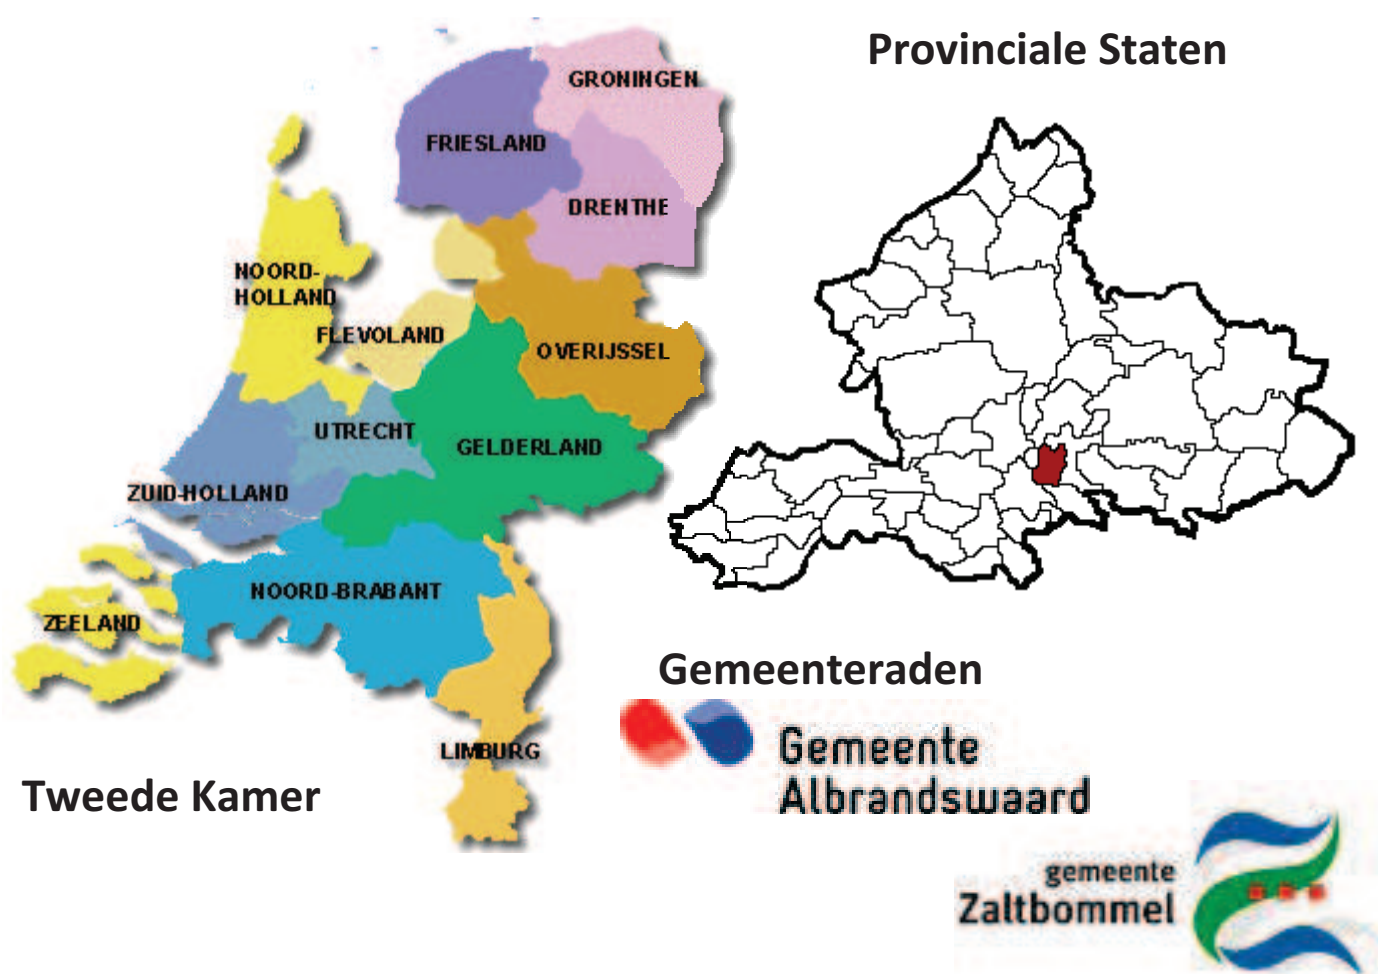 Provinciale Staten
GRONINGEN
FRIESLAND
DRENTHE
NOORD-
HOLLAND
FLEVOLAND
OVERIJSSEL
UTRECHT
GELDERLAND
ZUID-HOLLAND
NOORD-BRABANT
ZEELAND
LIMBURG
Tweede Kamer
Gemeenteraden
Gemeente
Albrandswaard
gemeente
Zaltbommel